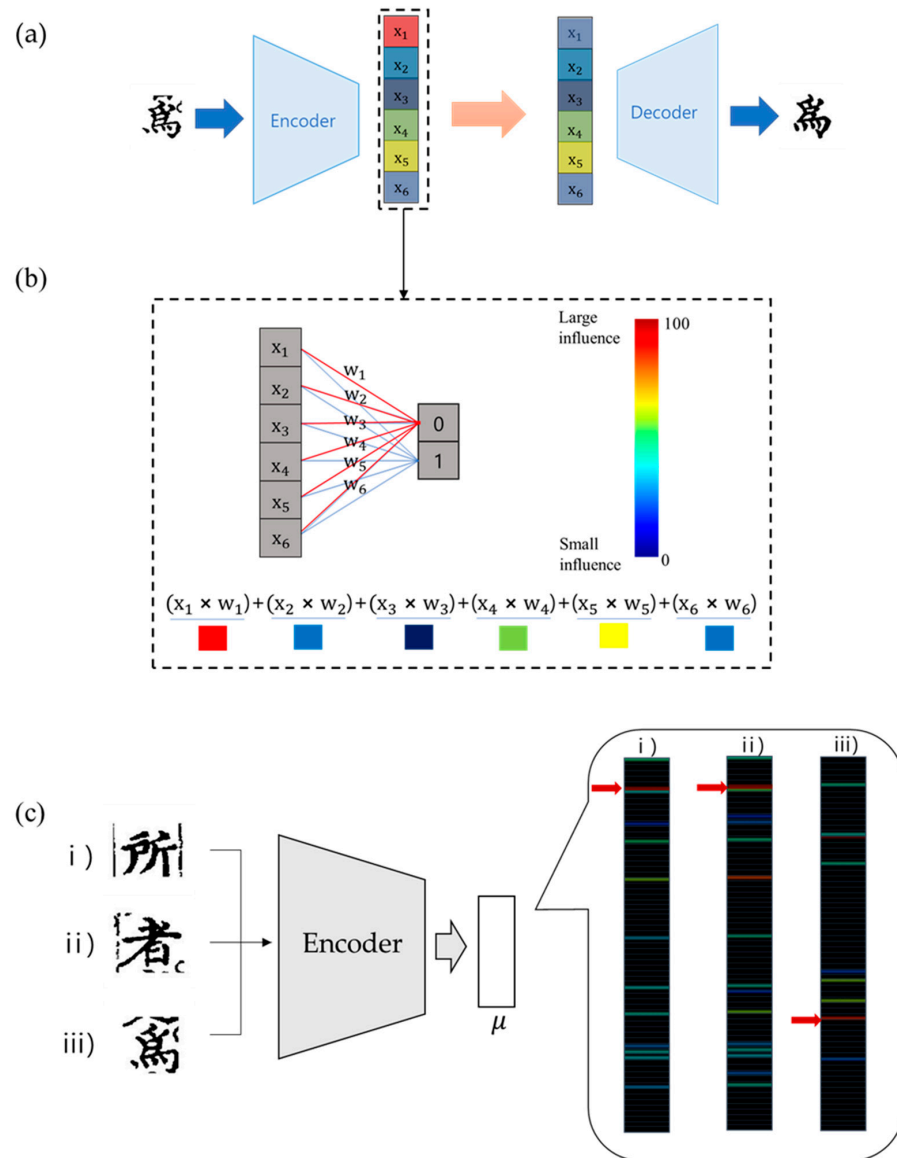 (a)
爲
Encoder
x1
x2
x3
x4
x5
x6
x1
x2
x3
x4
x5
x6
Decoder
爲
(b)
x1
x2
x3
x4
x5
x6
w1
w2
w3
w4
w5
w6
0
1
Large influence
100
Small influence
0
(x1 × w1)+(x2 × w2)+(x3 × w3)+(x4 × w4)+(x5 × w5)+(x6 × w6)
(c)
i) 所
ii) 者
iii) 爲
Encoder
μ
i) ii) iii)